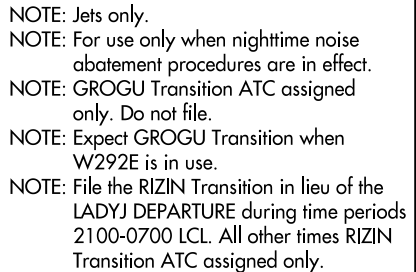 NOTE: Jets only.
NOTE: For use only when nighttime noise
abatement procedures are in effect.
NOTE: GROGU Transition ATC assigned
only. Do not file.
NOTE: Expect GROGU Transition when
W292E is in use.
NOTE: File the RIZIN Transition in lieu of the
LADYJ DEPARTURE during time periods
2100-0700 LCL. All other times RIZIN
Transition ATC assigned only.